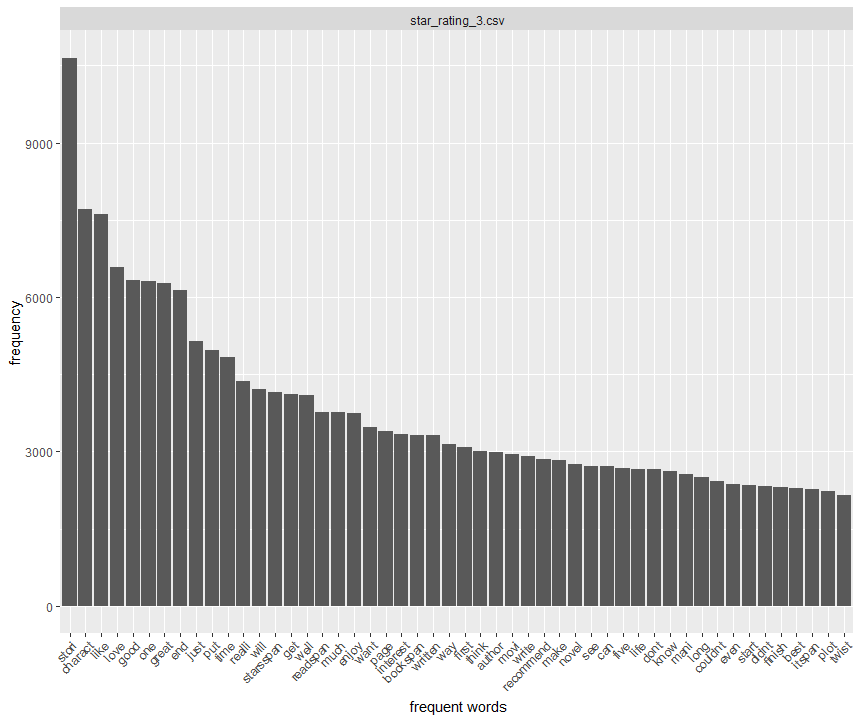 star_rating_3.csv
frequency
9000
6000
3000
0
stori
charact
like
love
good
one
great
end
just
put
time
realli
will
starsspan
get
well
readspan
much
enjoy
want
page
interest
bookspan
written
way
first
think
author
movi
write
recommend
make
novel
see
can
five
life
dont
know
mani
long
couldnt
even
start
didnt
finish
best
itspan
plot
twist
frequent words